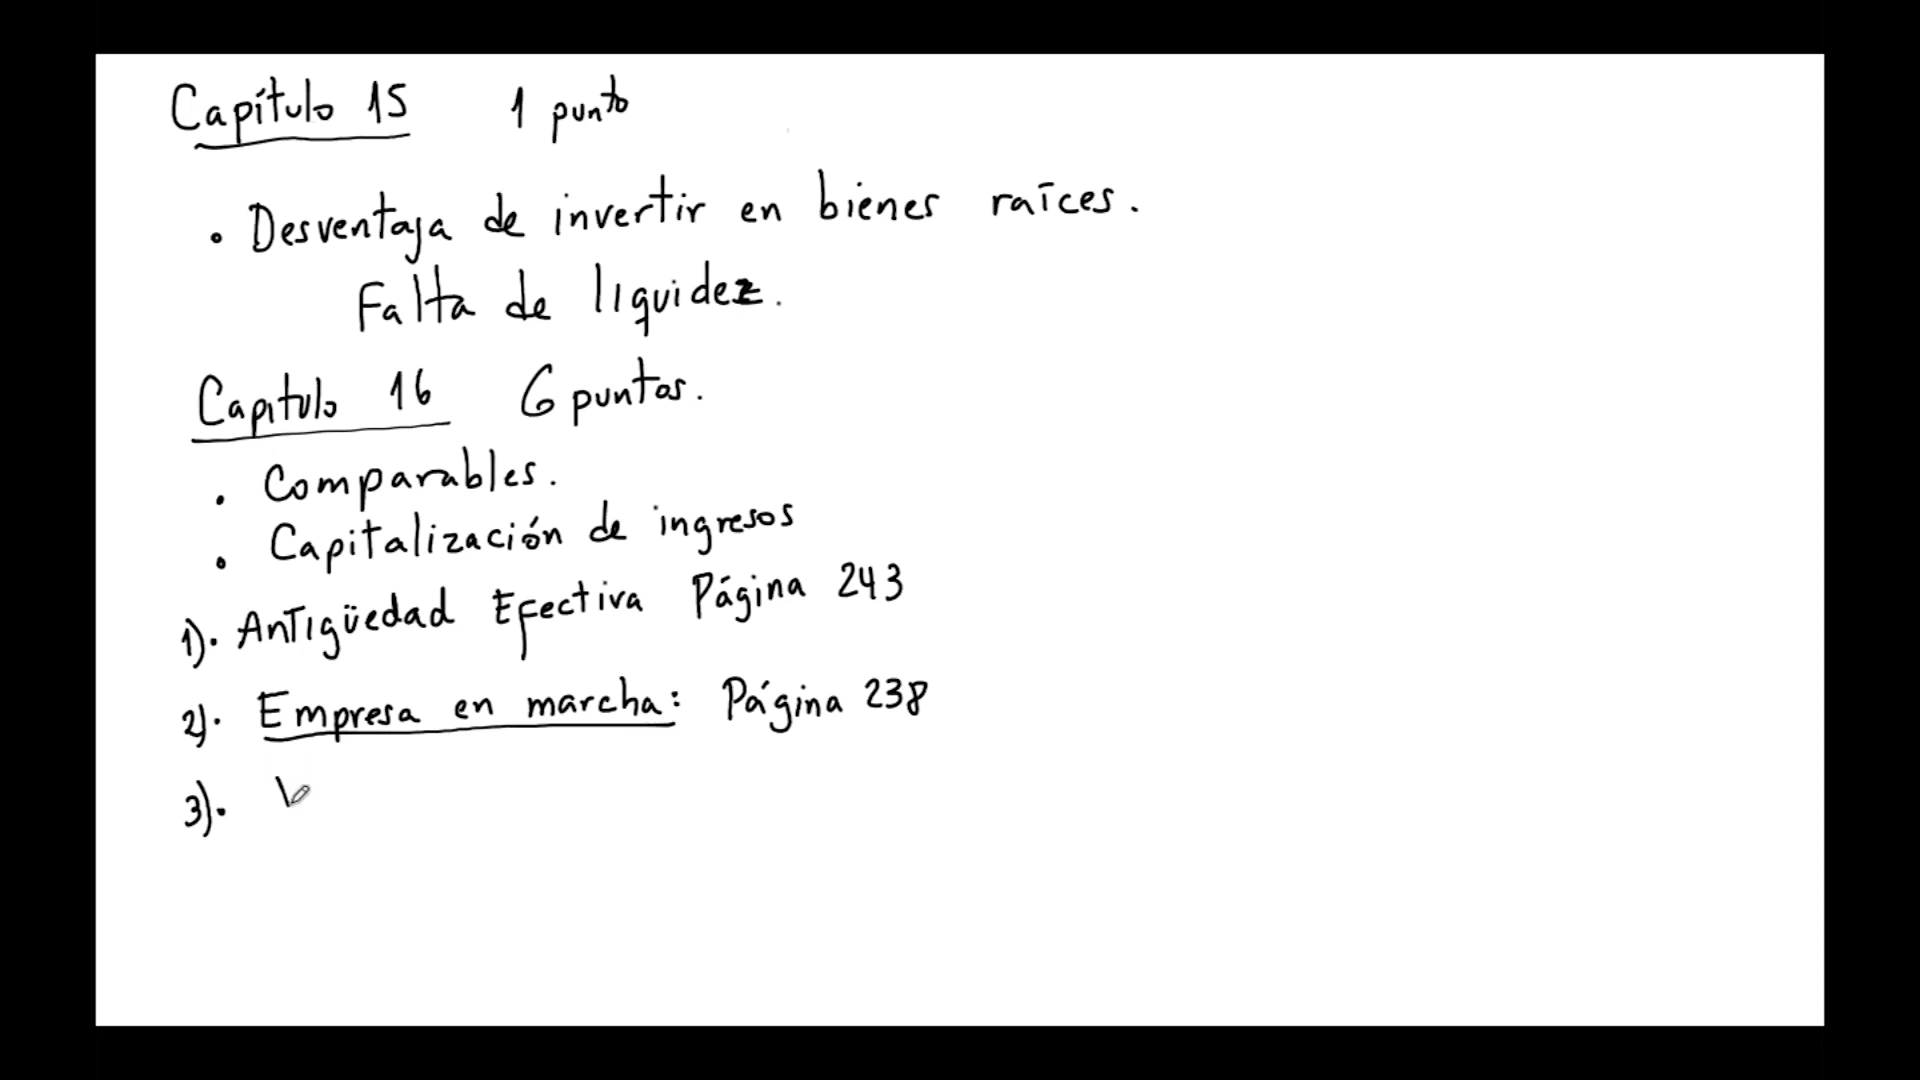 Capítulo 15 1 punto
• Desventaja de invertir en bienes raíces.
Falta de liquidez.
Capitulo 16 6 puntos.
• Comparables.
• Capitalización de ingresos
1). Antigüedad Efectiva Página 243
2). Empresa en marcha: Página 238
3).